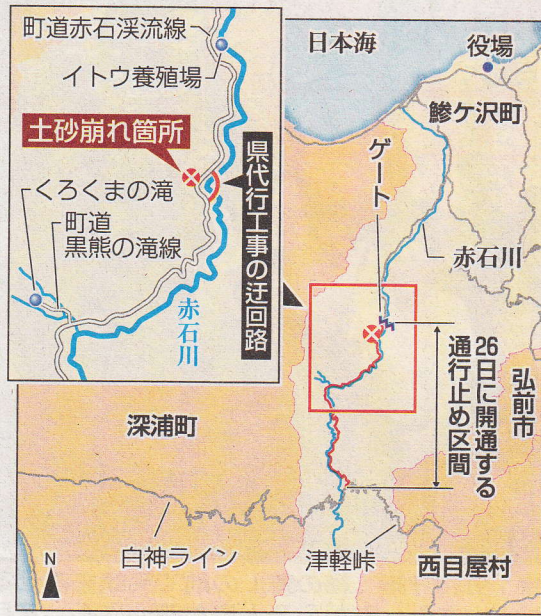 町道赤石渓流線
イトウ養殖場
土砂崩れ箇所
くろくまの滝
町道
黒熊の滝線
赤石川
県代行工事の迂回路
日本海
役場
鰺ケ沢町
ゲート
赤石川
26日に開通する
通行止め区間
弘前市
深浦町
白神ライン
津軽峠
西目屋村
N